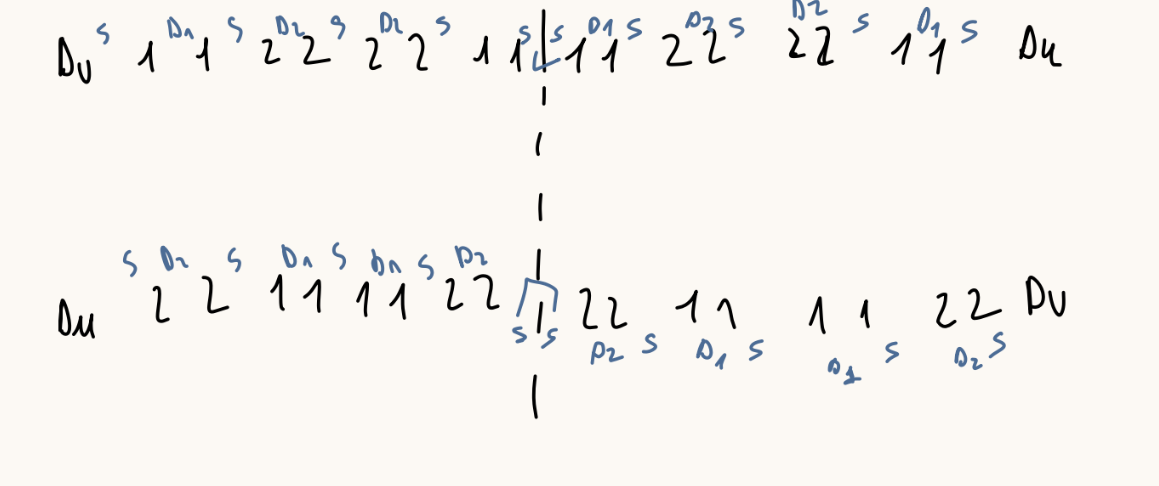 S D1 S D2 S D2 S S S D1 S D2 S D2 S D1 S
Du 1 1 2 2 2 2 1 1 1 1 2 2 2 2 1 1 Du
S D2 S D1 S D1 S D2
Du 2 2 1 1 1 1 2 2 2 2 1 1 1 1 2 2 Du
S S D2 S D1 S D1 S D2 S